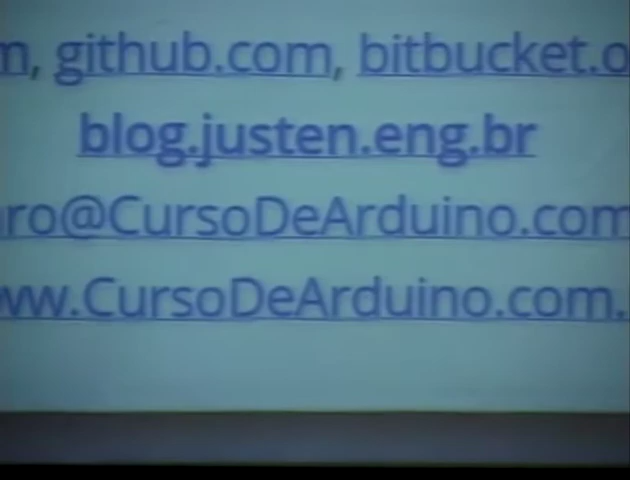 m, github.com, bitbucket.o
blog.justen.eng.br
ro@CursoDeArduino.com
ww.CursoDeArduino.com.